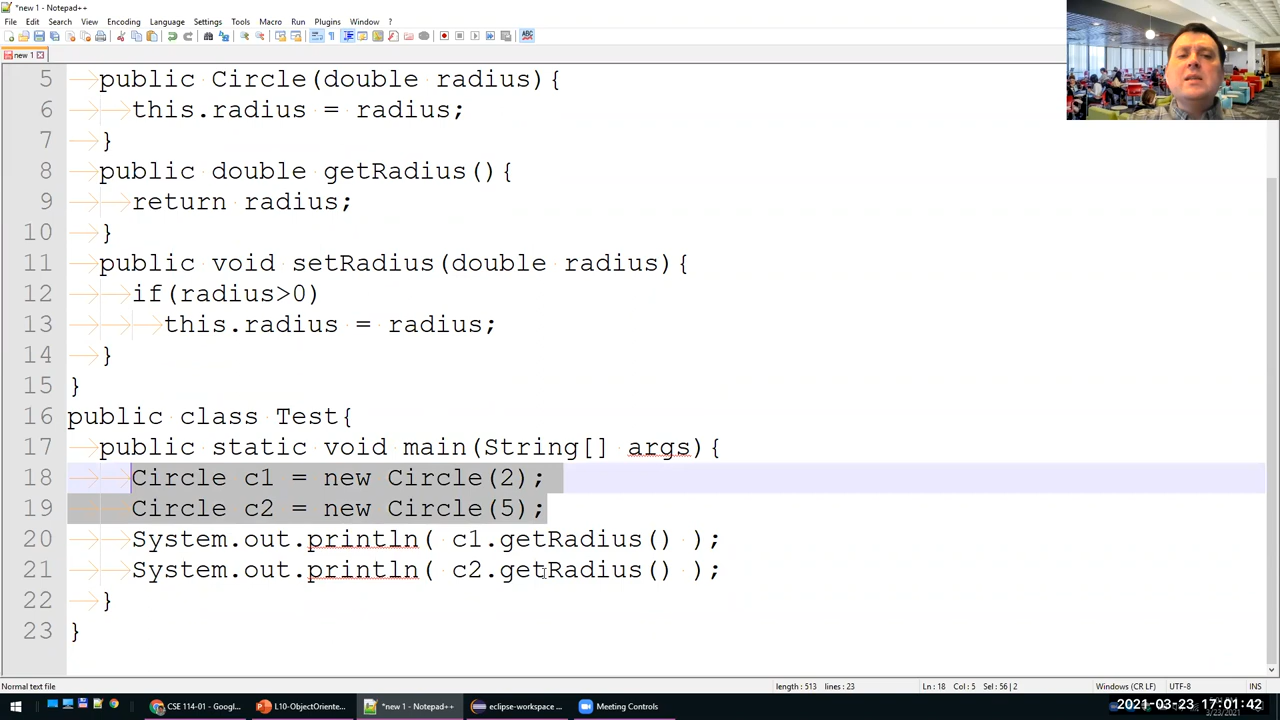 *new 1 - Notepad++
File Edit Search View Encoding Language Settings Tools Macro Run Plugins Window ?
new 1
5 public Circle(double radius){
6 this.radius = radius;
7 }
8 public double getRadius(){
9 return radius;
10 }
11 public void setRadius(double radius){
12 if(radius>0)
13 this.radius = radius;
14 }
15 }
16 public class Test{
17 public static void main(String[] args){
18 Circle c1 = new Circle(2);
19 Circle c2 = new Circle(5);
20 System.out.println( c1.getRadius() );
21 System.out.println( c2.getRadius() );
22 }
23 }
Normal text file length : 513 lines : 23 Ln : 18 Col : 5 Sel : 56 | 2 Windows (CR LF) UTF-8 INS
CSE 114-01 - Googl... L10-ObjectOriente... *new 1 - Notepad++ eclipse-workspace ... Meeting Controls 2021-03-23 17:01:42